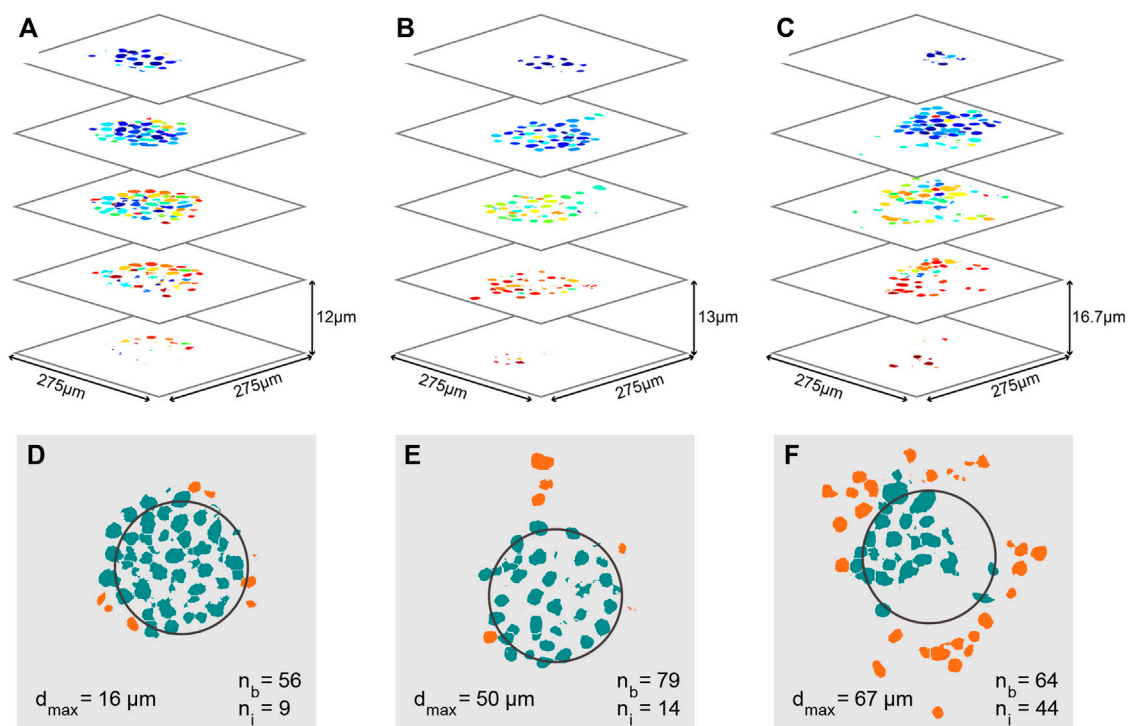 A
B
C
12μm
13μm
16.7μm
275μm
275μm
275μm
275μm
275μm
275μm
D
E
F
d_max = 16 μm
n_b = 56
n_i = 9
d_max = 50 μm
n_b = 79
n_i = 14
d_max = 67 μm
n_b = 64
n_i = 44